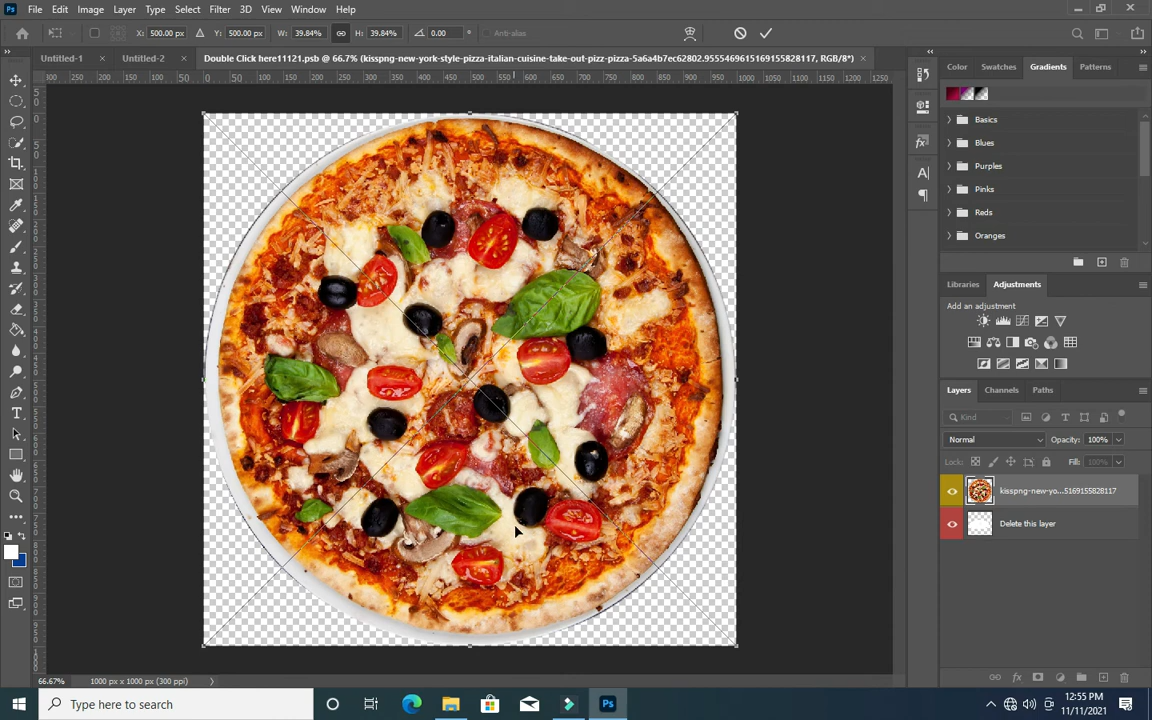 Ps File Edit Image Layer Type Select Filter 3D View Window Help
X: 500.00 px Y: 500.00 px W: 39.84% H: 39.84% 0.00 ° Anti-alias
Untitled-1 × Untitled-2 × Double Click here11121.psb @ 66.7% (kisspng-new-york-style-pizza-italian-cuisine-take-out-pizz-pizza-5a6a4b7ec62802.9555469615169155828117, RGB/8*) ×
Color Swatches Gradients Patterns
Basics
Blues
Purples
Pinks
Reds
Oranges
Libraries Adjustments
Add an adjustment
Layers Channels Paths
Kind
Normal Opacity: 100%
Lock: Fill: 100%
kisspng-new-yo...5169155828117
Delete this layer
66.67% 1000 px x 1000 px (300 ppi)
Type here to search
Ps
12:55 PM
11/11/2021